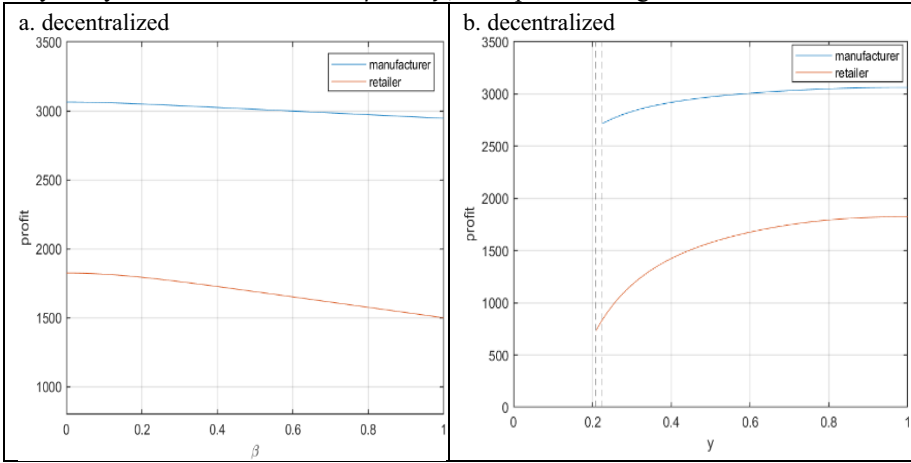 a. decentralized
3500
3000
2500
2000
1500
1000
0
0.2
0.4
0.6
0.8
1
profit
β
manufacturer
retailer
b. decentralized
3500
3000
2500
2000
1500
1000
500
0
0
0.2
0.4
0.6
0.8
1
profit
y
manufacturer
retailer